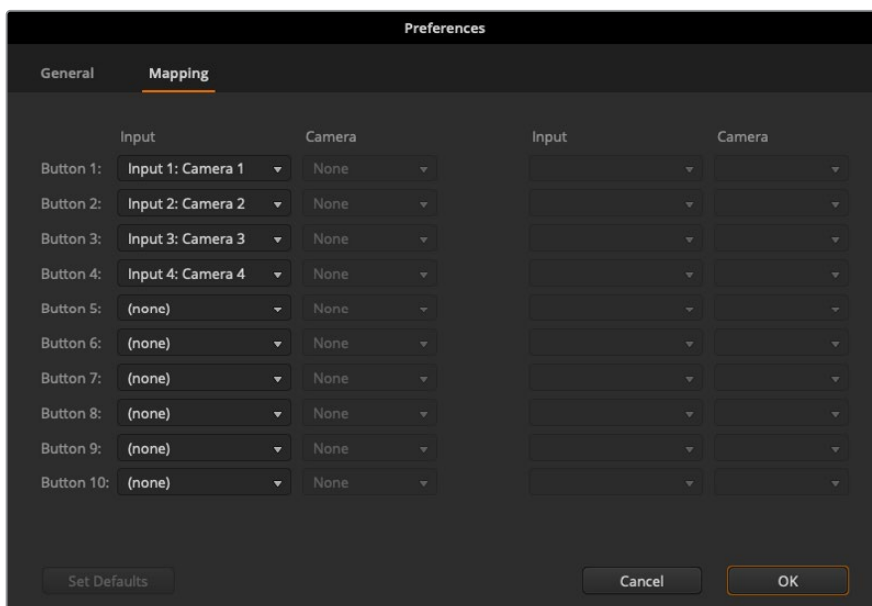 Preferences
General Mapping
Input Camera Input Camera
Button 1: Input 1: Camera 1 None
Button 2: Input 2: Camera 2 None
Button 3: Input 3: Camera 3 None
Button 4: Input 4: Camera 4 None
Button 5: (none) None
Button 6: (none) None
Button 7: (none) None
Button 8: (none) None
Button 9: (none) None
Button 10: (none) None
Set Defaults Cancel OK